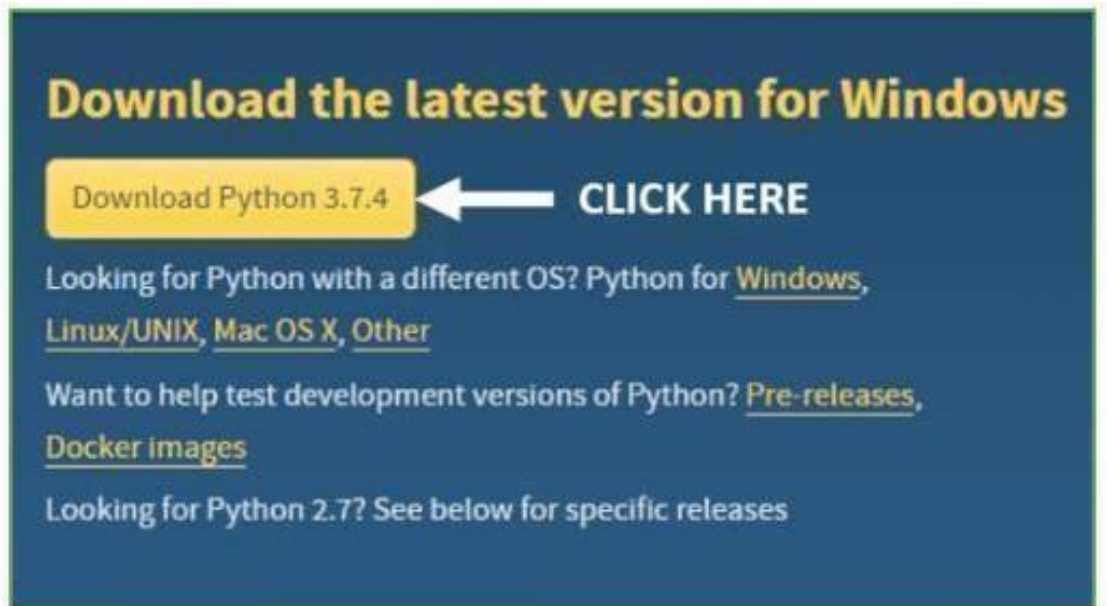 Download the latest version for Windows
Download Python 3.7.4 CLICK HERE
Looking for Python with a different OS? Python for Windows,
Linux/UNIX, Mac OS X, Other
Want to help test development versions of Python? Pre-releases,
Docker images
Looking for Python 2.7? See below for specific releases